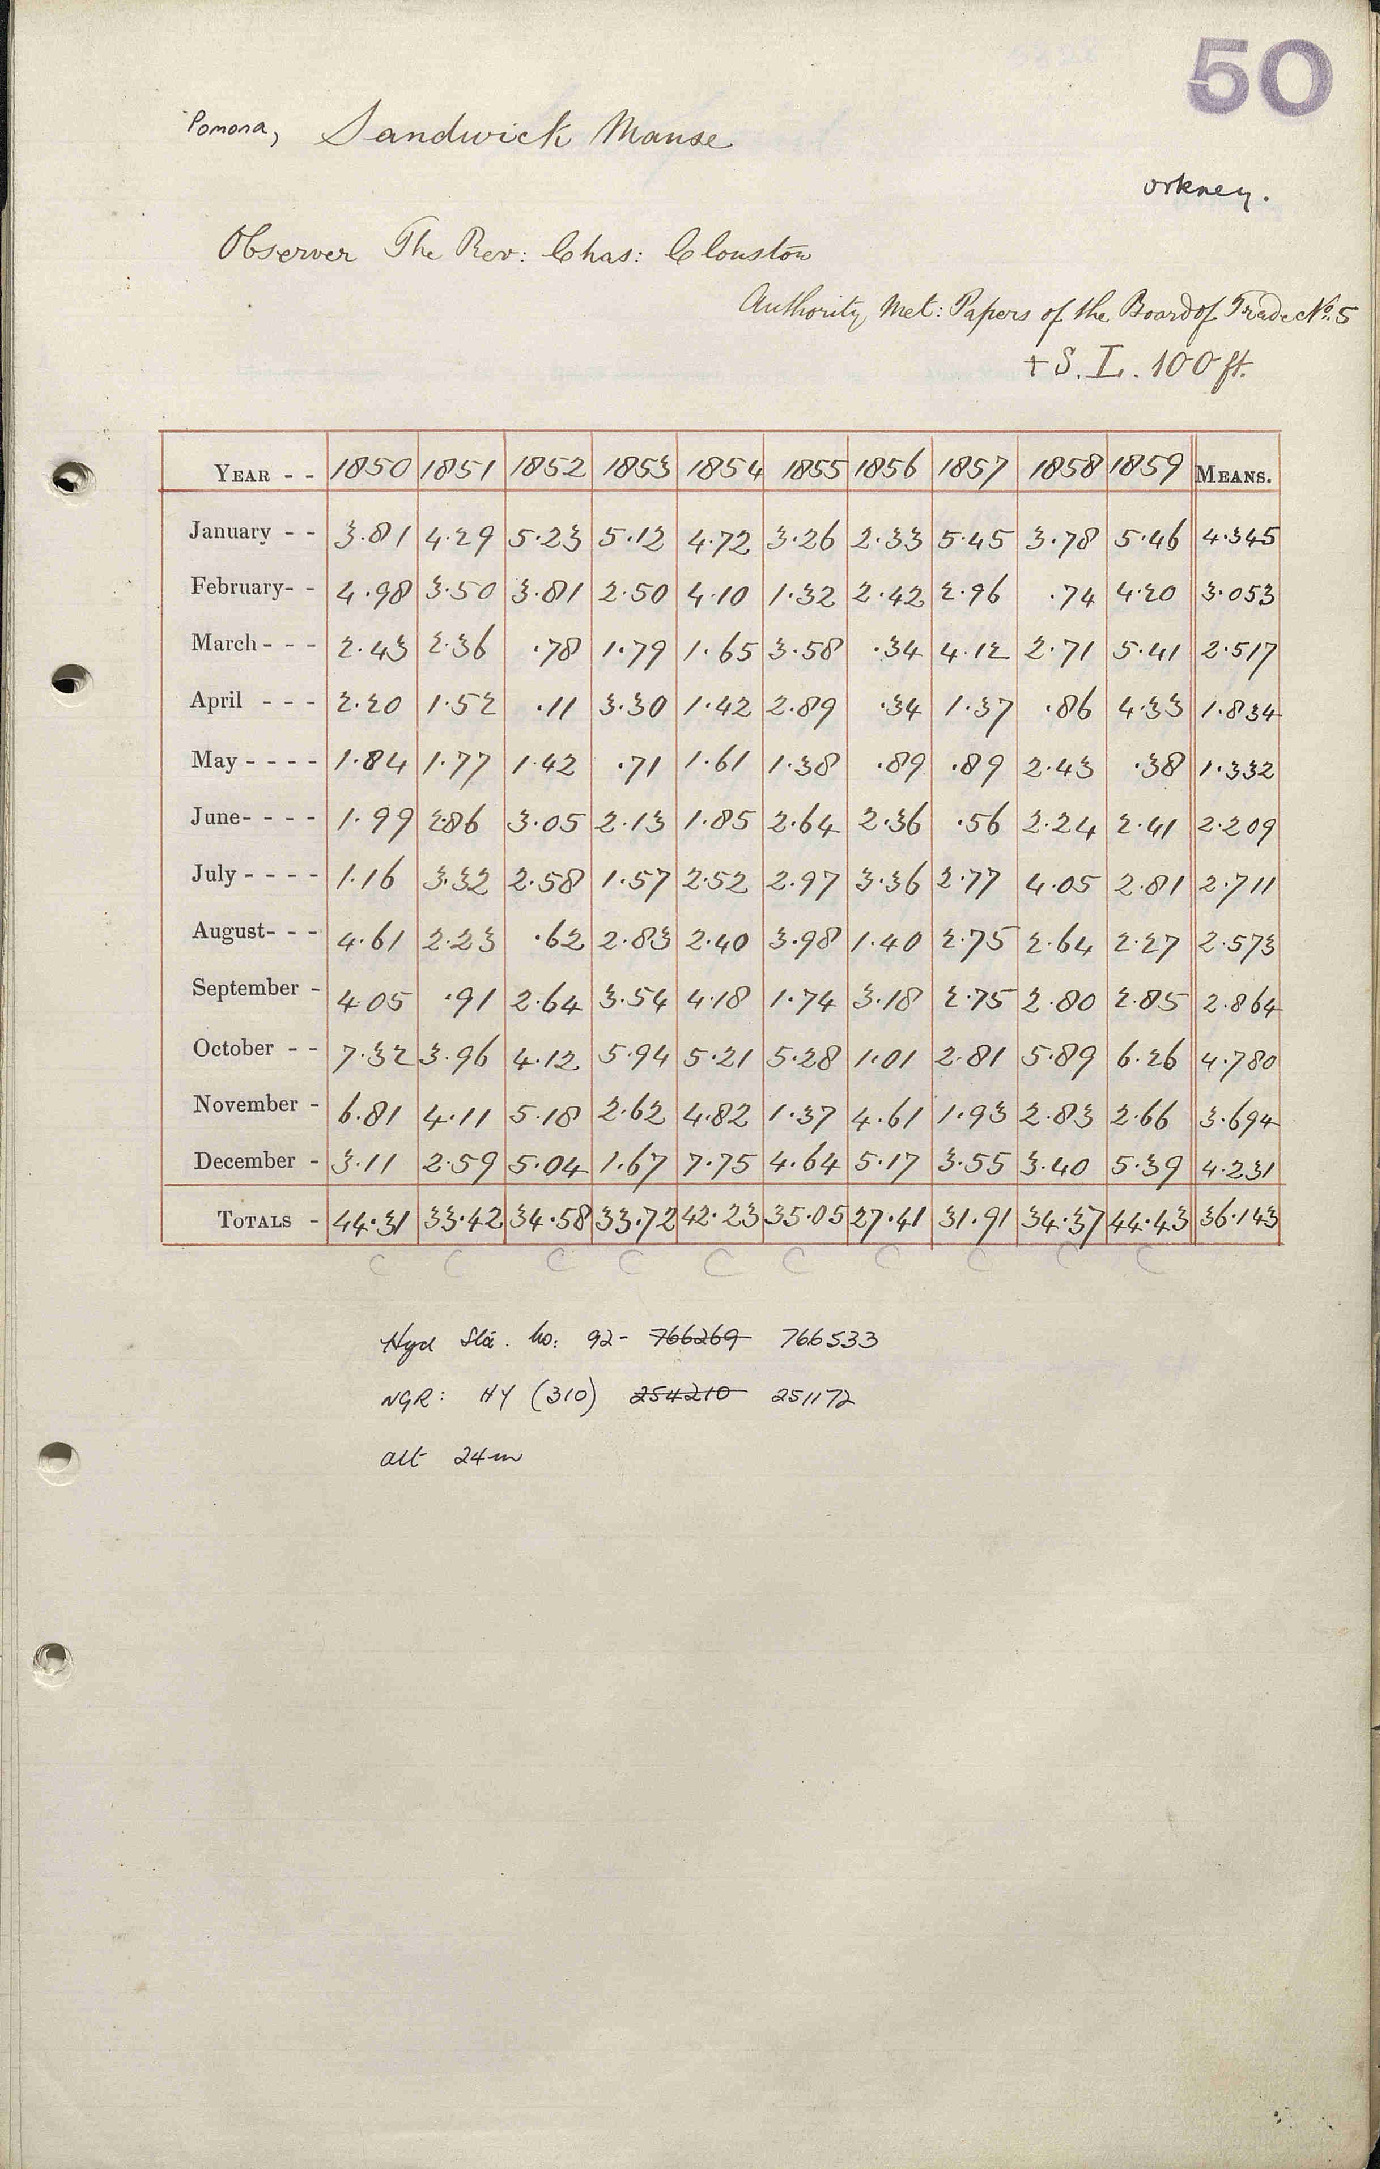 50
Pomona, Sandwick Manse
Orkney.
Observer The Rev: Chas: Clouston
Authority Met: Papers of the Board of Trade No. 5
+ S. L. 100 ft.
YEAR - - 1850 1851 1852 1853 1854 1855 1856 1857 1858 1859 MEANS.
January - - 3.81 4.29 5.23 5.12 4.72 3.26 2.33 5.45 3.78 5.46 4.345
February- - 4.98 3.50 3.81 2.50 4.10 1.32 2.42 2.96 .74 4.20 3.053
March - - - 2.43 2.36 .78 1.79 1.65 3.58 .34 4.12 2.71 5.41 2.517
April - - - 2.20 1.52 .11 3.30 1.42 2.89 .34 1.37 .86 4.33 1.834
May - - - - 1.84 1.77 1.42 .71 1.61 1.38 .89 .89 2.43 .38 1.332
June- - - - 1.99 2.86 3.05 2.13 1.85 2.64 2.36 .56 2.24 2.41 2.209
July - - - - 1.16 3.32 2.58 1.57 2.52 2.97 3.36 2.77 4.05 2.81 2.711
August- - - 4.61 2.23 .62 2.83 2.40 3.98 1.40 2.75 2.64 2.27 2.573
September - 4.05 .91 2.64 3.54 4.18 1.74 3.18 2.75 2.80 2.85 2.864
October - - 7.32 3.96 4.12 5.94 5.21 5.28 1.01 2.81 5.89 6.26 4.780
November - 6.81 4.11 5.18 2.62 4.82 1.37 4.61 1.93 2.83 2.66 3.694
December - 3.11 2.59 5.04 1.67 7.75 4.64 5.17 3.55 3.40 5.39 4.231
TOTALS - 44.31 33.42 34.58 33.72 42.23 35.05 27.41 31.91 34.37 44.43 36.143
C C C C C C C C C C
Hyd Sta. No: 92- 766269 766533
NGR: HY (310) 254210 251172
alt 24m